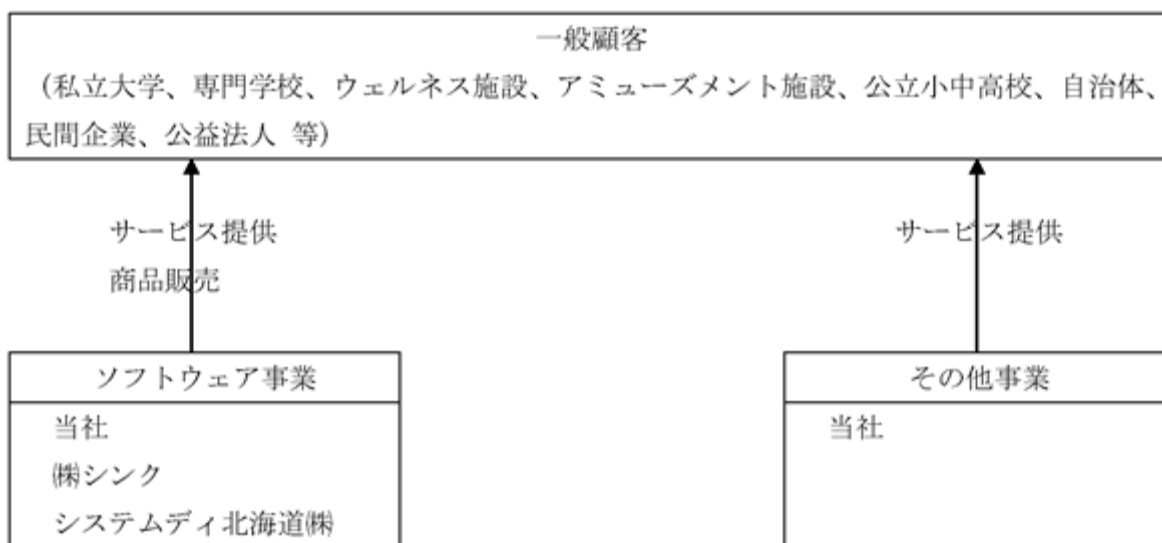 一般顧客
(私立大学、専門学校、ウェルネス施設、アミューズメント施設、公立小中高校、自治体、
民間企業、公益法人 等)
サービス提供
商品販売
サービス提供
ソフトウェア事業
当社
㈱シンク
システムディ北海道㈱
その他事業
当社